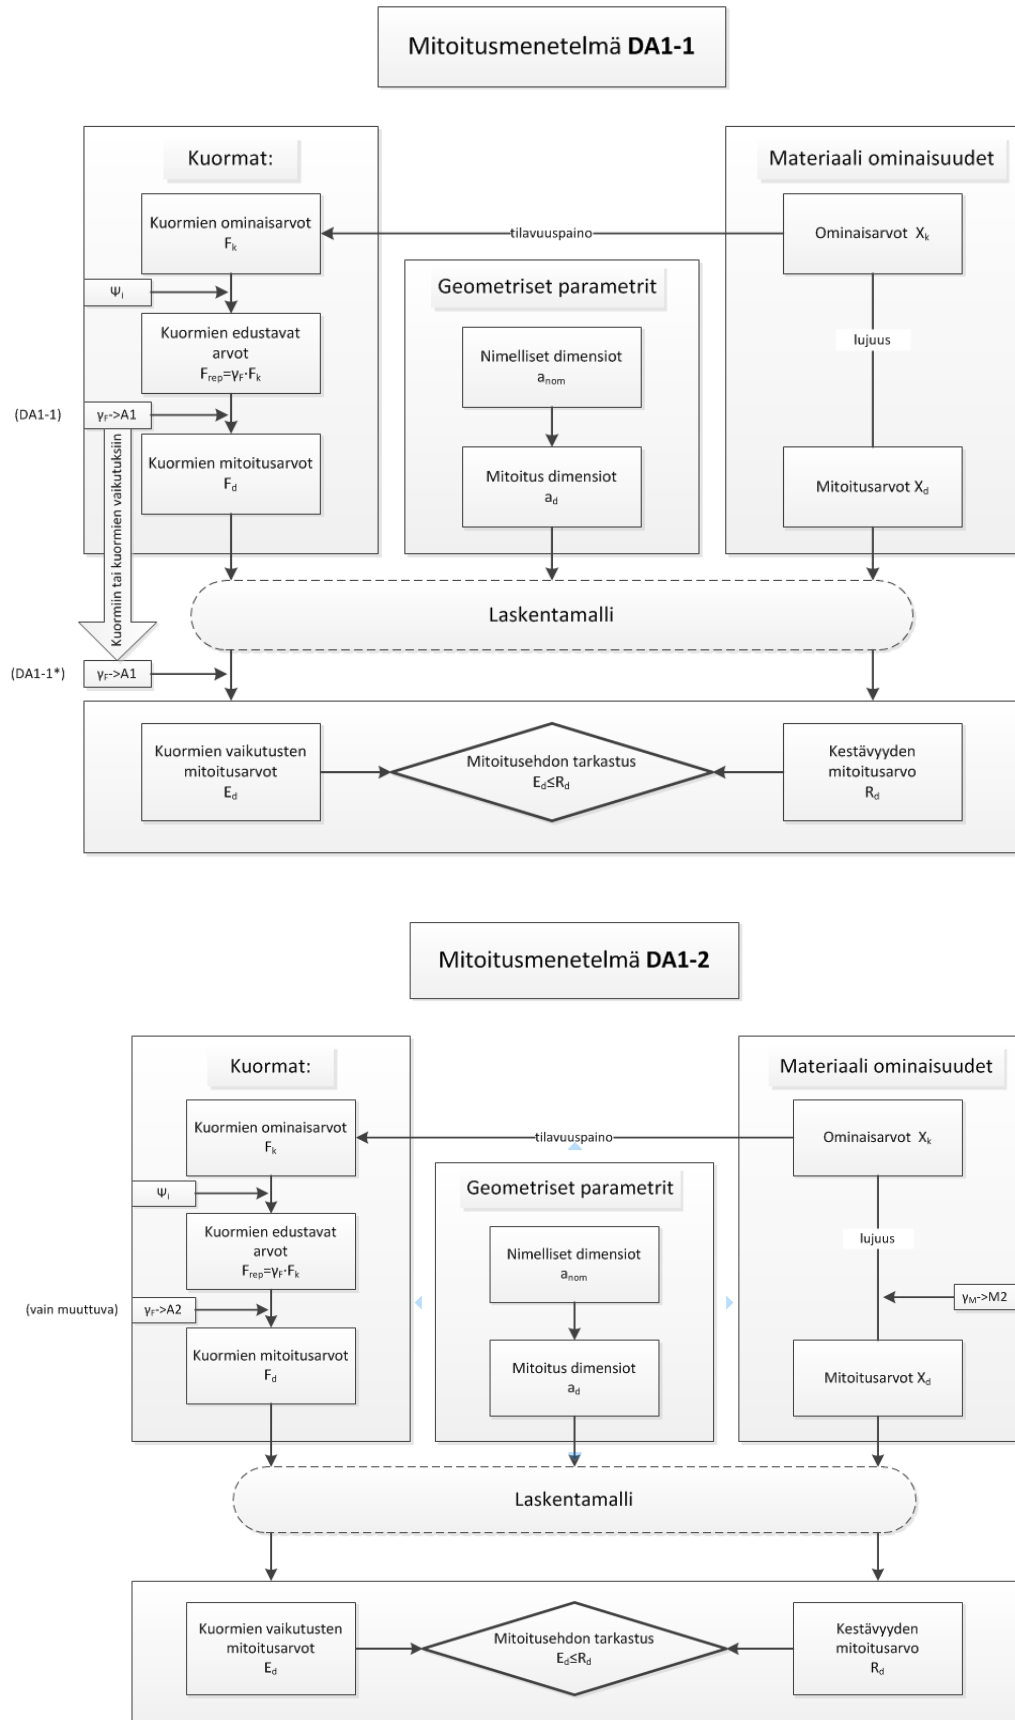 Mitoitusmenetelmä DA1-1
Kuormat:
Materiaali ominaisuudet
Kuormien ominaisarvot
Fk
tilavuuspaino
Ominaisarvot Xk
Ψi
Geometriset parametrit
Kuormien edustavat
arvot
Frep=γF·Fk
Nimelliset dimensiot
anom
lujuus
(DA1-1)
γF->A1
Kuormien mitoitusarvot
Fd
Mitoitus dimensiot
ad
Mitoitusarvot Xd
Kuormiin tai kuormien vaikutuksiin
Laskentamalli
(DA1-1*)
γF->A1
Kuormien vaikutusten
mitoitusarvot
Ed
Mitoitusehdon tarkastus
Ed≤Rd
Kestävyyden
mitoitusarvo
Rd
Mitoitusmenetelmä DA1-2
Kuormat:
Materiaali ominaisuudet
Kuormien ominaisarvot
Fk
tilavuuspaino
Ominaisarvot Xk
Ψi
Geometriset parametrit
Kuormien edustavat
arvot
Frep=γF·Fk
Nimelliset dimensiot
anom
lujuus
(vain muuttuva)
γF->A2
γM->M2
Kuormien mitoitusarvot
Fd
Mitoitus dimensiot
ad
Mitoitusarvot Xd
Laskentamalli
Kuormien vaikutusten
mitoitusarvot
Ed
Mitoitusehdon tarkastus
Ed≤Rd
Kestävyyden
mitoitusarvo
Rd